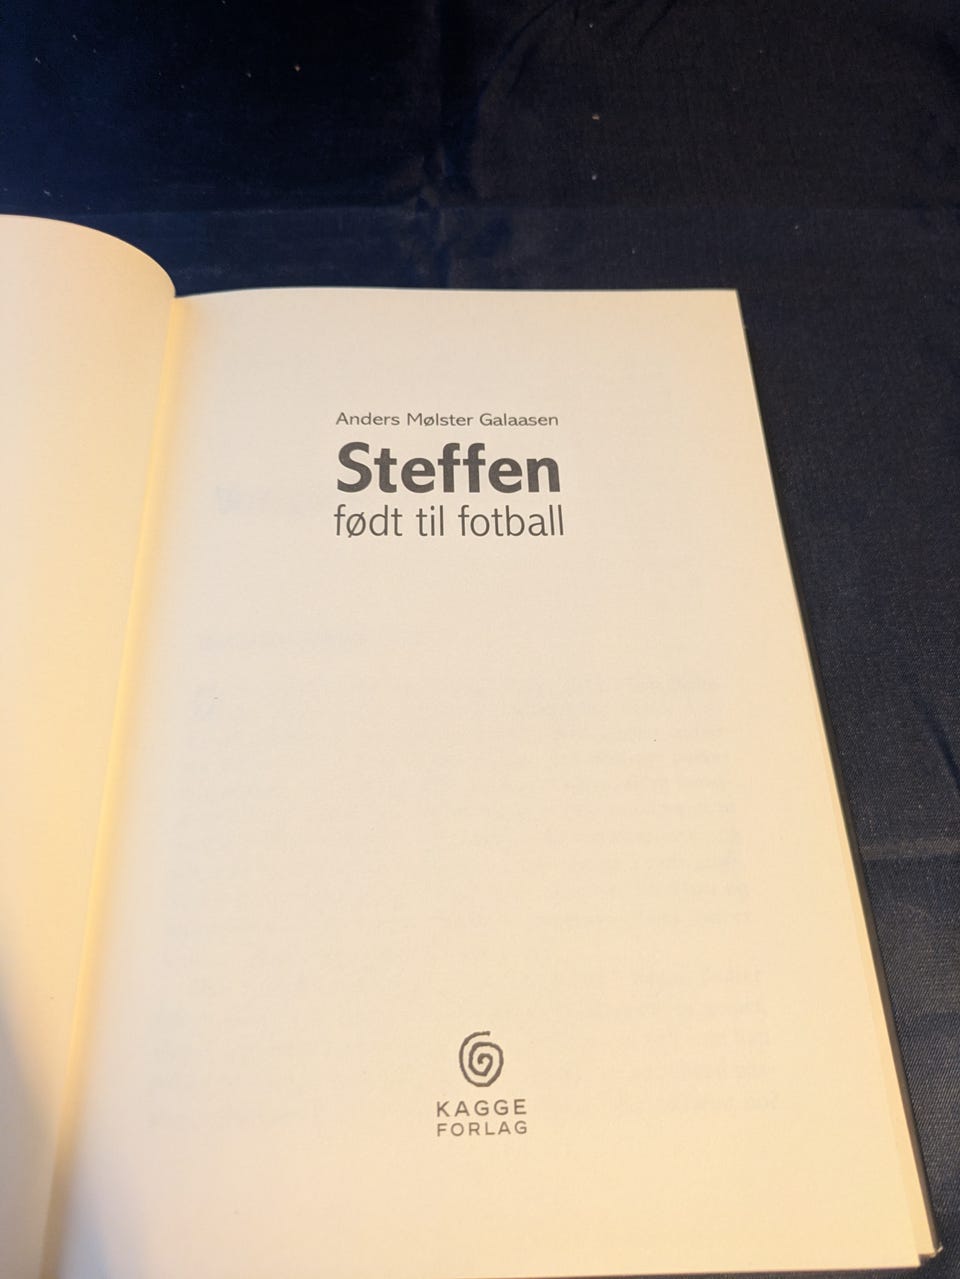 Anders Mølster Galaasen
Steffen
født til fotball
KAGGE
FORLAG